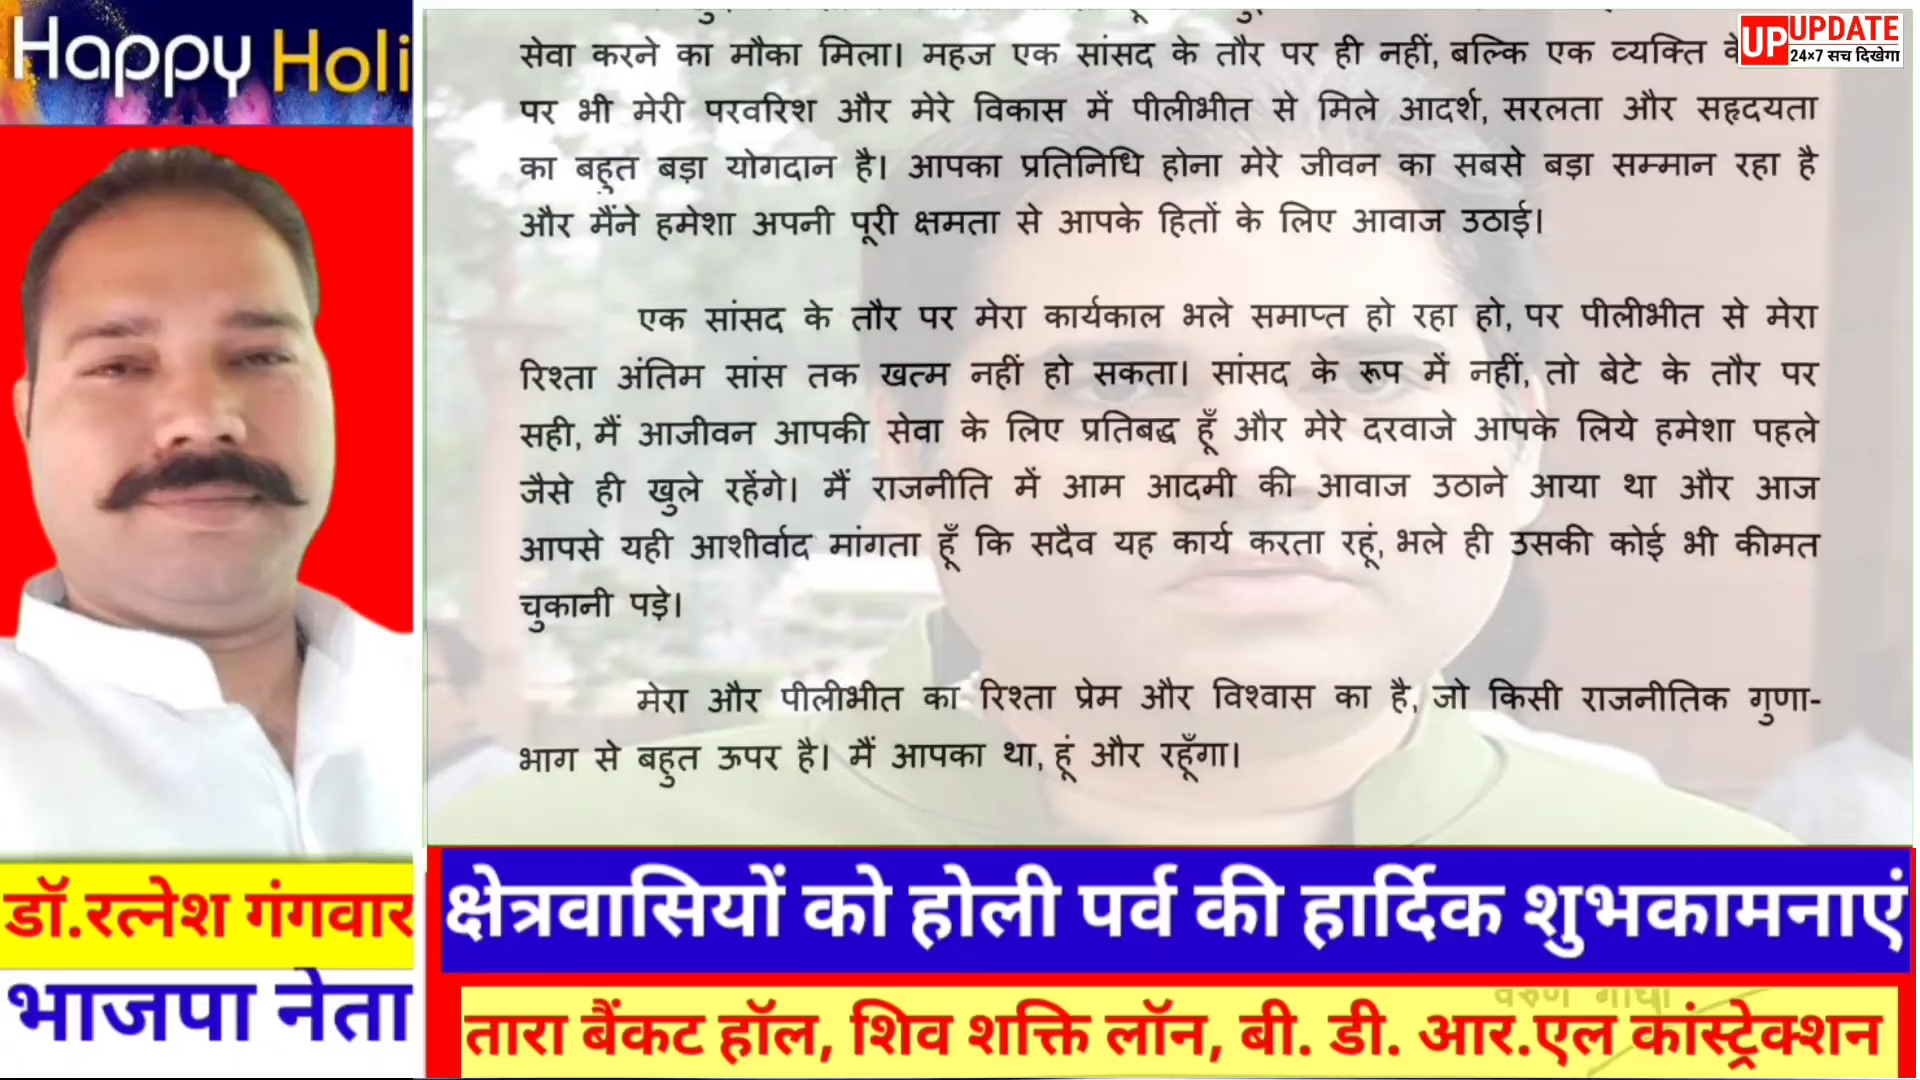 Happy Holi
UP UPDATE
24×7 सच दिखेगा
सेवा करने का मौका मिला। महज एक सांसद के तौर पर ही नहीं, बल्कि एक व्यक्ति
पर भी मेरी परवरिश और मेरे विकास में पीलीभीत से मिले आदर्श, सरलता और सहृदयता
का बहुत बड़ा योगदान है। आपका प्रतिनिधि होना मेरे जीवन का सबसे बड़ा सम्मान रहा है
और मैंने हमेशा अपनी पूरी क्षमता से आपके हितों के लिए आवाज उठाई।
एक सांसद के तौर पर मेरा कार्यकाल भले समाप्त हो रहा हो, पर पीलीभीत से मेरा
रिश्ता अंतिम सांस तक खत्म नहीं हो सकता। सांसद के रूप में नहीं, तो बेटे के तौर पर
सही, मैं आजीवन आपकी सेवा के लिए प्रतिबद्ध हूँ और मेरे दरवाजे आपके लिये हमेशा पहले
जैसे ही खुले रहेंगे। मैं राजनीति में आम आदमी की आवाज उठाने आया था और आज
आपसे यही आशीर्वाद मांगता हूँ कि सदैव यह कार्य करता रहूं, भले ही उसकी कोई भी कीमत
चुकानी पड़े।
मेरा और पीलीभीत का रिश्ता प्रेम और विश्वास का है, जो किसी राजनीतिक गुणा-
भाग से बहुत ऊपर है। मैं आपका था, हूं और रहूँगा।
डॉ.रत्नेश गंगवार
भाजपा नेता
क्षेत्रवासियों को होली पर्व की हार्दिक शुभकामनाएं
तारा बैंकट हॉल, शिव शक्ति लॉन, बी. डी. आर.एल कांस्ट्रेक्शन